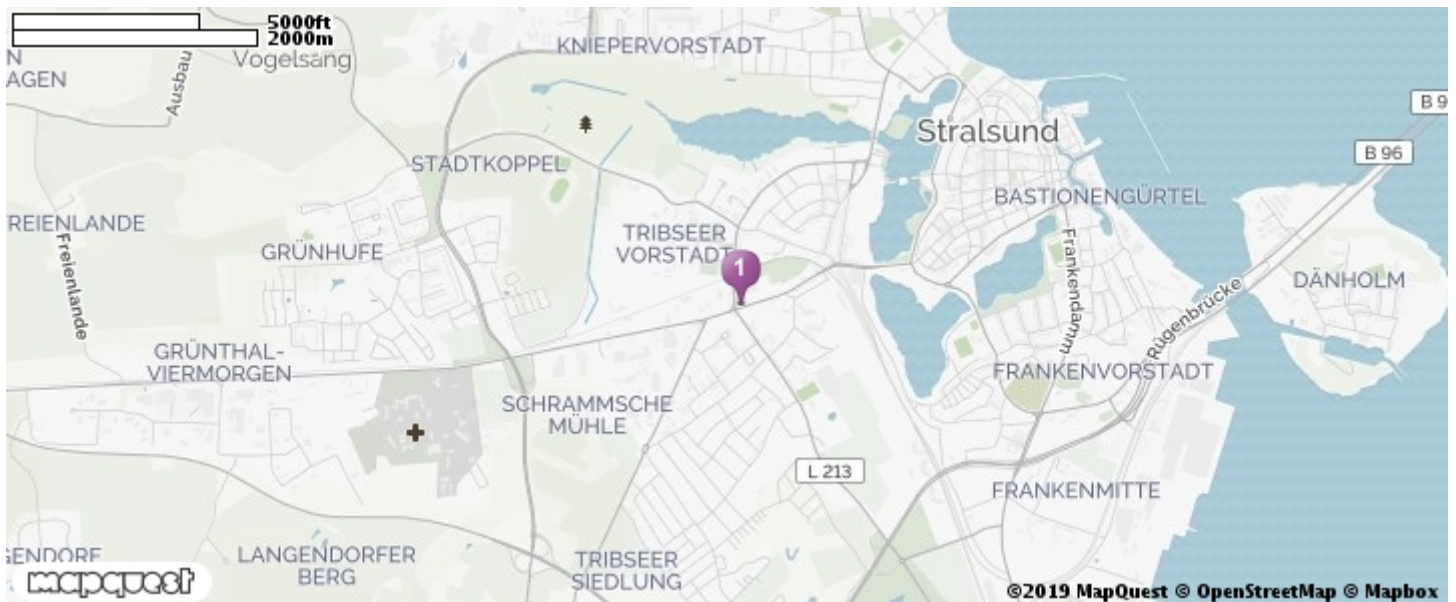 5000ft
2000m
Vogelsang
KNIEPERVORSTADT
N
AGEN
Ausbau
B 9
Stralsund
B 96
STADTKOPPEL
BASTIONENGÜRTEL
REIENLANDE
Freienlande
GRÜNHUFE
TRIBSEER
VORSTADT
1
Frankendamm
DÄNHOLM
Rügenbrücke
GRÜNTHAL-
VIERMORGEN
FRANKENVORSTADT
SCHRAMMSCHE
MÜHLE
L 213
FRANKENMITTE
GENDORF
LANGENDORFER
BERG
TRIBSEER
SIEDLUNG
mapquest
©2019 MapQuest © OpenStreetMap © Mapbox